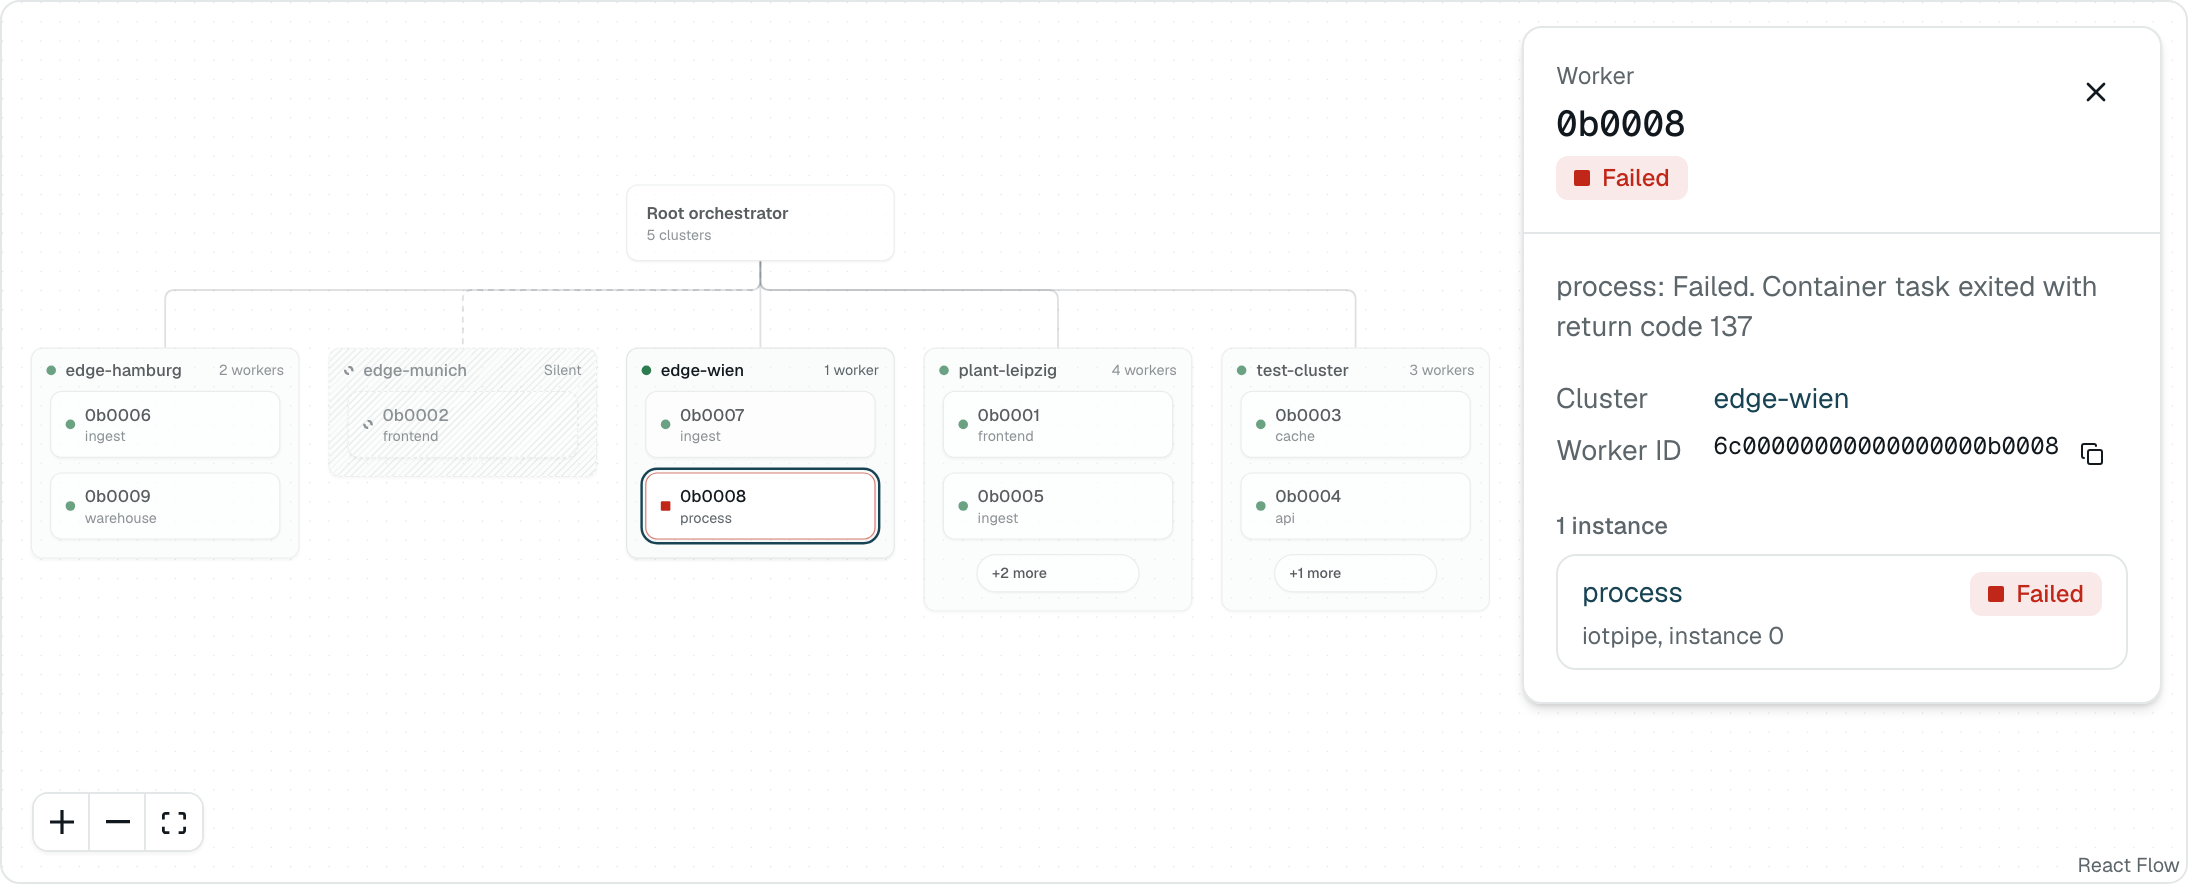 Root orchestrator
5 clusters
edge-hamburg 2 workers
0b0006
ingest
0b0009
warehouse
edge-munich Silent
0b0002
frontend
edge-wien 1 worker
0b0007
ingest
0b0008
process
plant-leipzig 4 workers
0b0001
frontend
0b0005
ingest
+2 more
test-cluster 3 workers
0b0003
cache
0b0004
api
+1 more
Worker
0b0008
Failed
process: Failed. Container task exited with
return code 137
Cluster edge-wien
Worker ID 6c00000000000000000b0008
1 instance
process Failed
iotpipe, instance 0
React Flow